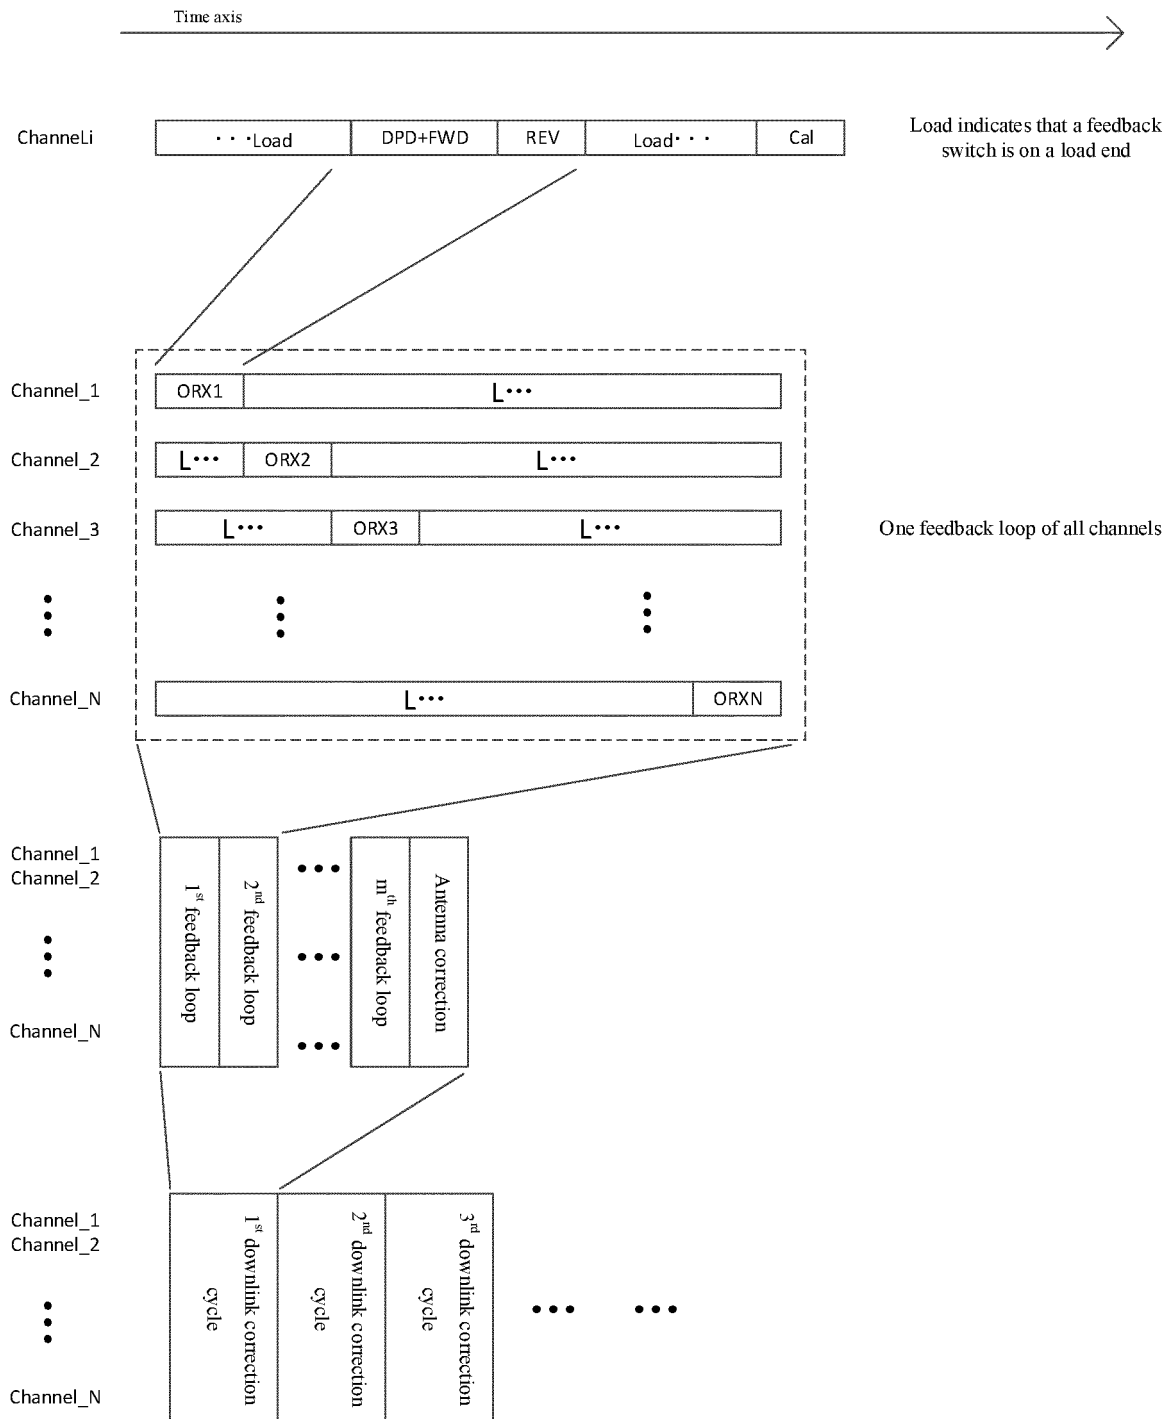 Time axis
ChanneLi
···Load
DPD+FWD
REV
Load···
Cal
Load indicates that a feedback
switch is on a load end
Channel_1
ORX1
L···
Channel_2
L···
ORX2
L···
Channel_3
L···
ORX3
L···
One feedback loop of all channels
Channel_N
L···
ORXN
Channel_1
Channel_2
Channel_N
1st feedback loop
2nd feedback loop
mth feedback loop
Antenna correction
Channel_1
Channel_2
Channel_N
1st downlink correction
cycle
2nd downlink correction
cycle
3rd downlink correction
cycle